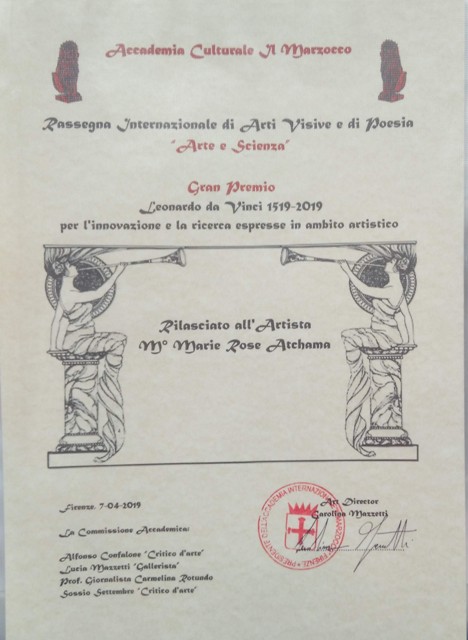 Accademia Culturale Il Marzocco
Rassegna Internazionale di Arti Visive e di Poesia
"Arte e Scienza"
Gran Premio
Leonardo da Vinci 1519-2019
per l'innovazione e la ricerca espresse in ambito artistico
Rilasciato all'Artista
M° Marie Rose Atchama
Firenze, 7-04-2019
La Commissione Accademica:
Alfonso Confalone "Critico d'arte"
Lucia Mazzetti "Gallerista"
Prof. Giornalista Carmelina Rotundo
Sossio Settembre "Critico d'arte"
Art Director
Carolina Mazzetti